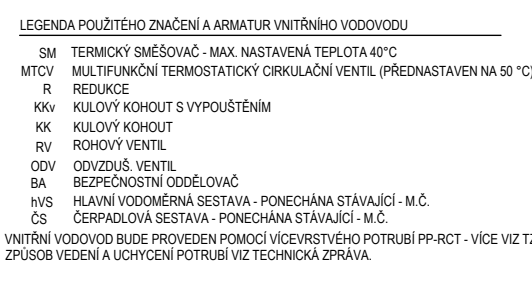 LEGENDA POUŽITÉHO ZNAČENÍ A ARMATUR VNITŘNÍHO VODOVODU
SM TERMICKÝ SMĚŠOVAČ - MAX. NASTAVENÁ TEPLOTA 40°C
MTCV MULTIFUNKČNÍ TERMOSTATICKÝ CIRKULAČNÍ VENTIL (PŘEDNASTAVEN NA 50 °C)
R REDUKCE
KKv KULOVÝ KOHOUT S VYPOUŠTĚNÍM
KK KULOVÝ KOHOUT
RV ROHOVÝ VENTIL
ODV ODVZDUŠ. VENTIL
BA BEZPEČNOSTNÍ ODDĚLOVAČ
hVS HLAVNÍ VODOMĚRNÁ SESTAVA - PONECHÁNA STÁVAJÍCÍ - M.Č.
ČS ČERPADLOVÁ SESTAVA - PONECHÁNA STÁVAJÍCÍ - M.Č.
VNITŘNÍ VODOVOD BUDE PROVEDEN POMOCÍ VÍCEVRSTVÉHO POTRUBÍ PP-RCT - VÍCE VIZ TZ
ZPŮSOB VEDENÍ A UCHYCENÍ POTRUBÍ VIZ TECHNICKÁ ZPRÁVA.